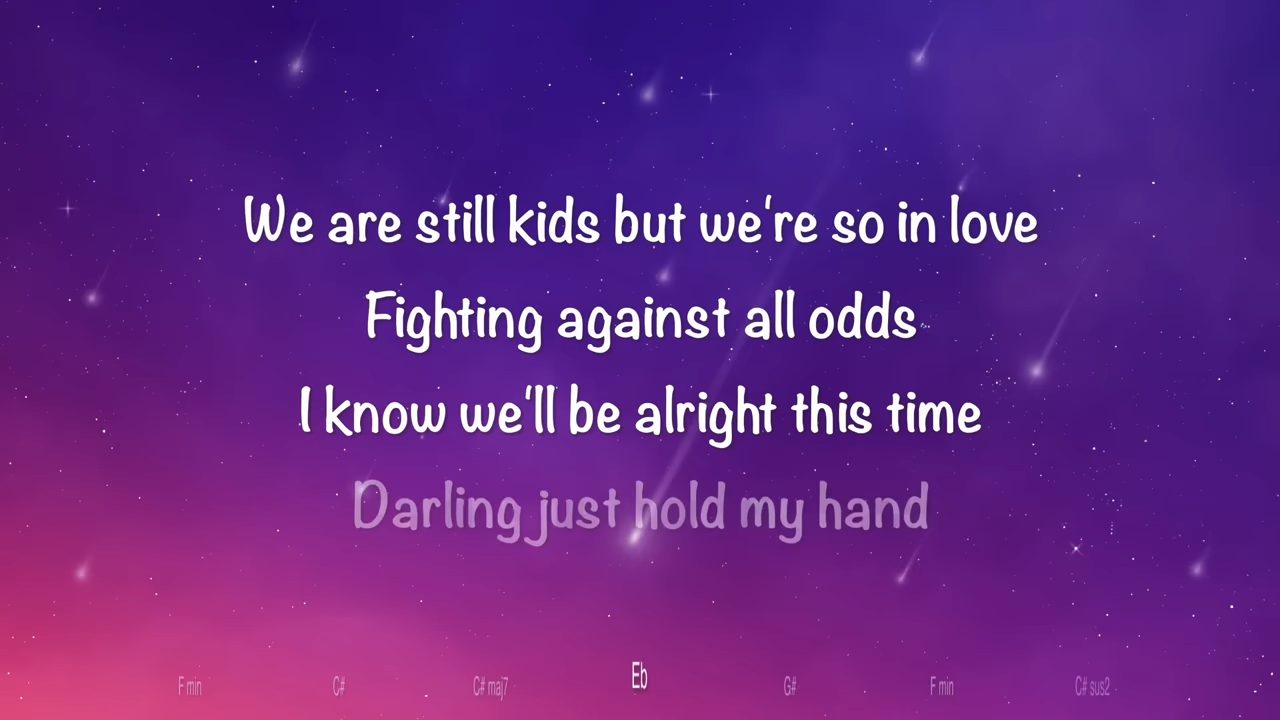 We are still kids but we're so in love
Fighting against all odds
I know we'll be alright this time
Darling just hold my hand
F min C# C# maj7 Eb G# F min C# sus2